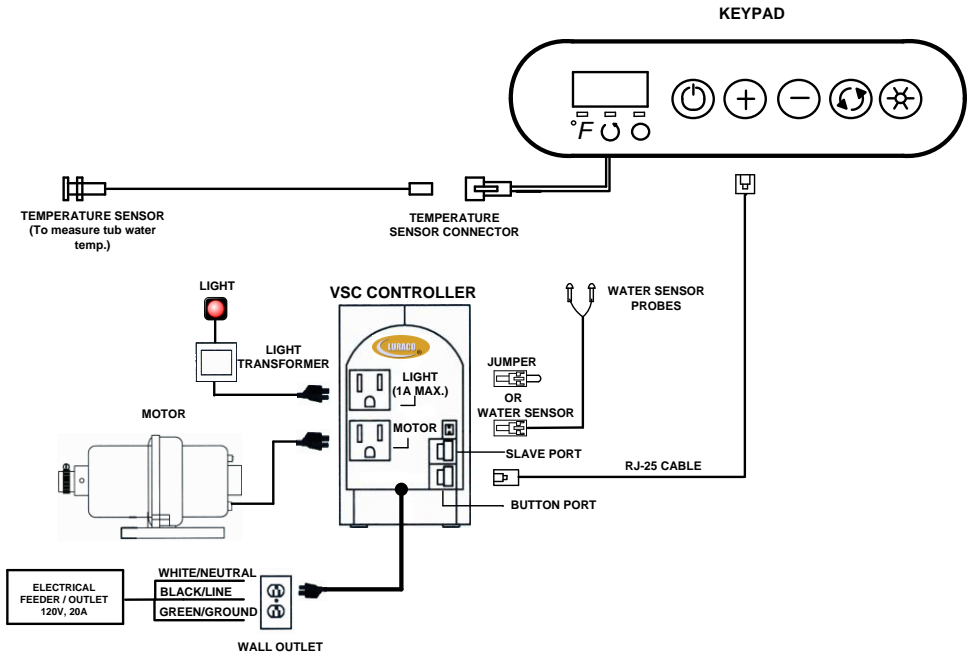 KEYPAD
°F
TEMPERATURE SENSOR
(To measure tub water
temp.)
TEMPERATURE
SENSOR CONNECTOR
LIGHT
VSC CONTROLLER
WATER SENSOR
PROBES
LURACO
LIGHT
TRANSFORMER
LIGHT
(1A MAX.)
JUMPER
OR
WATER SENSOR
MOTOR
MOTOR
SLAVE PORT
RJ-25 CABLE
BUTTON PORT
ELECTRICAL
FEEDER / OUTLET
120V, 20A
WHITE/NEUTRAL
BLACK/LINE
GREEN/GROUND
WALL OUTLET